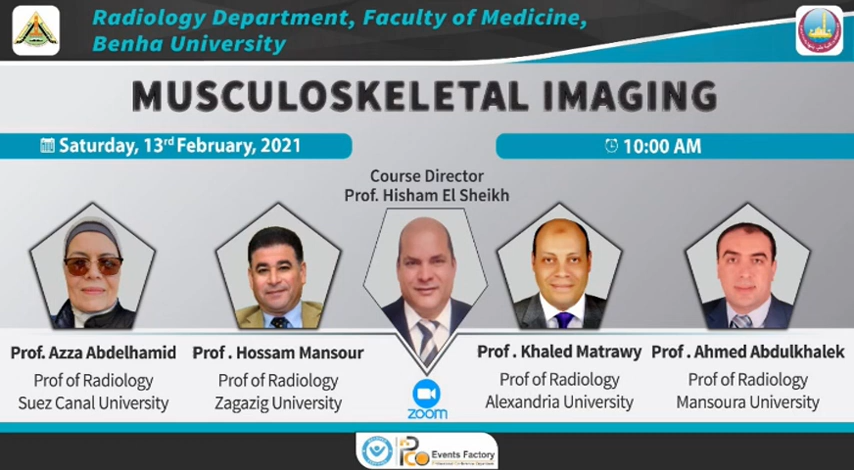 Radiology Department, Faculty of Medicine,
Benha University
MUSCULOSKELETAL IMAGING
Saturday, 13rd February, 2021
10:00 AM
Course Director
Prof. Hisham El Sheikh
Prof. Azza Abdelhamid
Prof of Radiology
Suez Canal University
Prof . Hossam Mansour
Prof of Radiology
Zagazig University
Prof . Khaled Matrawy
Prof of Radiology
Alexandria University
Prof . Ahmed Abdulkhalek
Prof of Radiology
Mansoura University
zoom
Events Factory